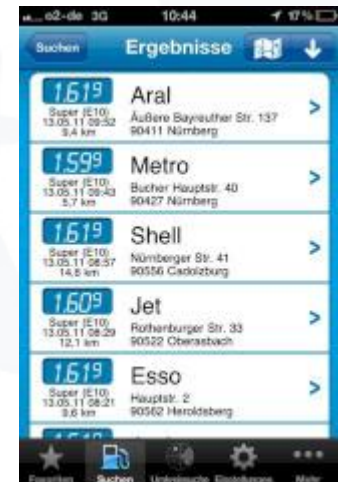 o2-de 3G 10:44 17%
Suchen Ergebnisse
1.619 Aral
Super (E10) Äußere Bayreuther Str. 137
13.05.11 09:52 90411 Nürnberg
9,4 km
1.599 Metro
Super (E10) Bucher Hauptstr. 40
13.05.11 09:43 90427 Nürnberg
5,7 km
1.619 Shell
Super (E10) Nürnberger Str. 41
13.05.11 08:57 90556 Cadolzburg
14,8 km
1.609 Jet
Super (E10) Rothenburger Str. 33
13.05.11 08:29 90522 Oberasbach
12,1 km
1.619 Esso
Super (E10) Hauptstr. 2
13.05.11 08:21 90562 Heroldsberg
9,6 km
Favoriten Suchen Umkreissuche Einstellungen Mehr